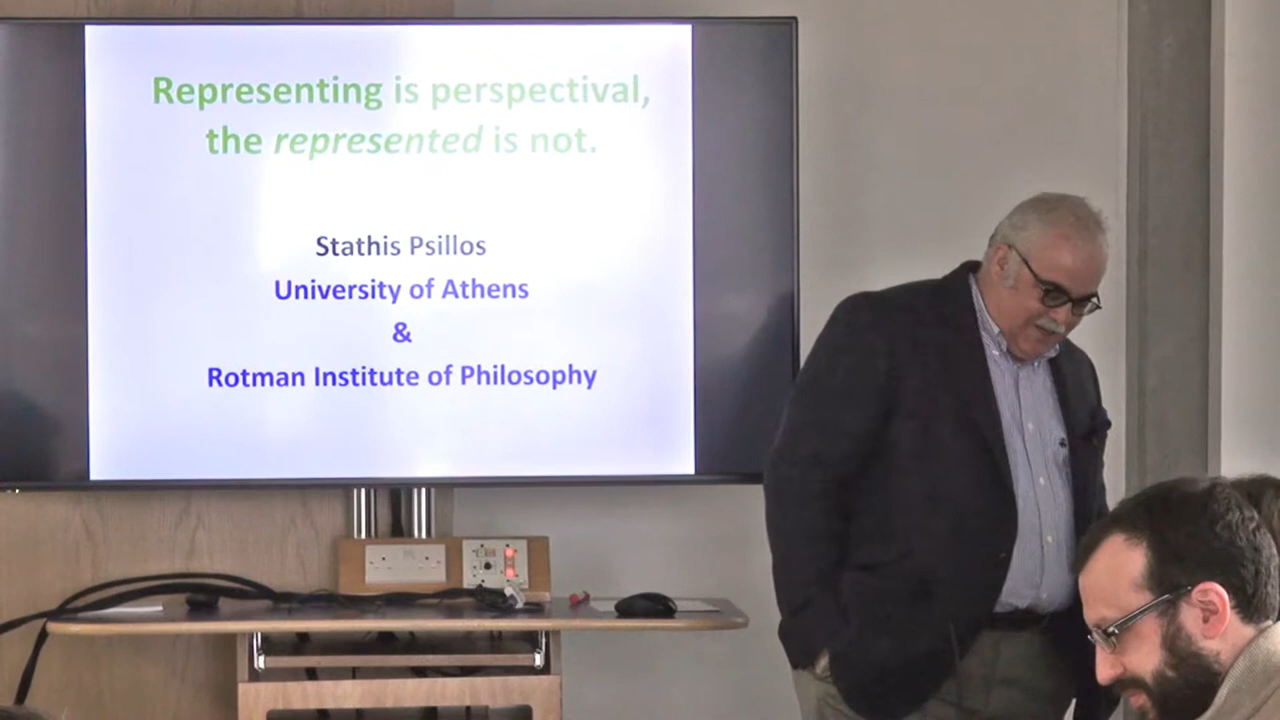 Representing is perspectival,
the represented is not.
Stathis Psillos
University of Athens
&
Rotman Institute of Philosophy